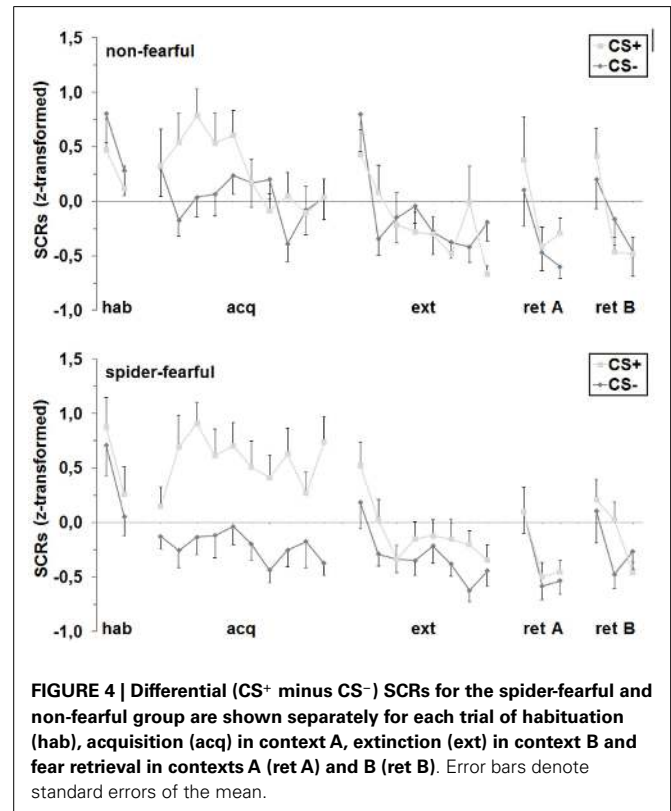 1,5
non-fearful
CS+
CS-
1,0
0,5
0,0
-0,5
-1,0
SCRs (z-transformed)
hab acq ext ret A ret B
1,5
spider-fearful
CS+
CS-
1,0
0,5
0,0
-0,5
-1,0
SCRs (z-transformed)
hab acq ext ret A ret B
FIGURE 4 | Differential (CS+ minus CS−) SCRs for the spider-fearful and
non-fearful group are shown separately for each trial of habituation
(hab), acquisition (acq) in context A, extinction (ext) in context B and
fear retrieval in contexts A (ret A) and B (ret B). Error bars denote
standard errors of the mean.